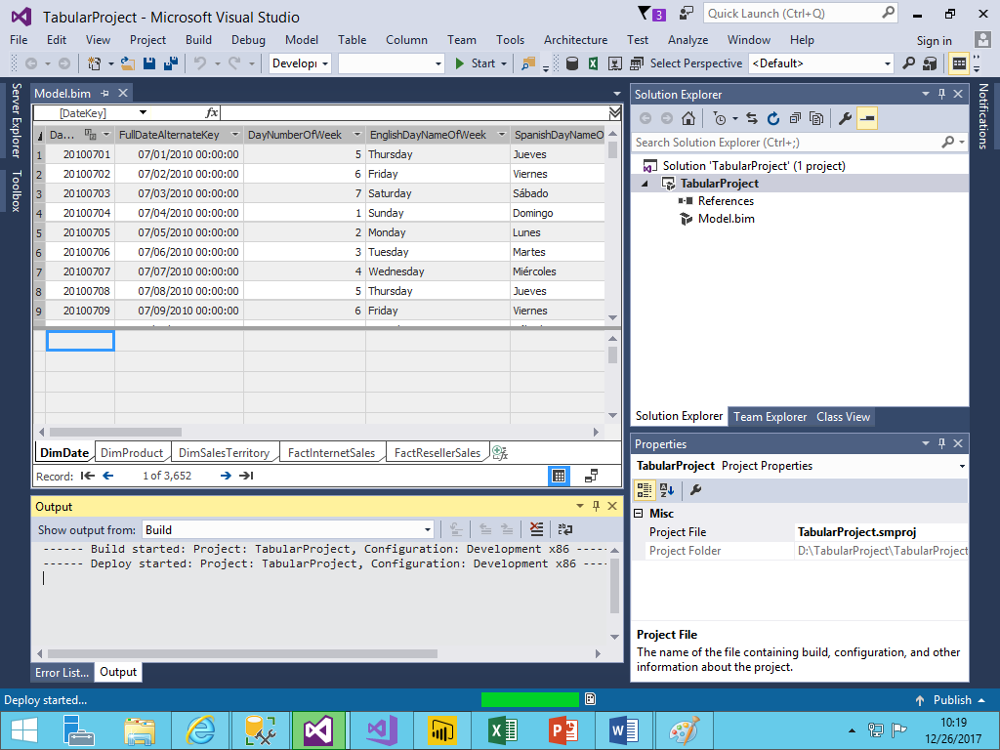 TabularProject - Microsoft Visual Studio
3
Quick Launch (Ctrl+Q)
File Edit View Project Build Debug Model Table Column Team Tools Architecture Test Analyze Window Help
Sign in
Developi Start Select Perspective <Default>
Server Explorer
Toolbox
Model.bim
[DateKey] fx
Da... FullDateAlternateKey DayNumberOfWeek EnglishDayNameOfWeek SpanishDayNameO
1 20100701 07/01/2010 00:00:00 5 Thursday Jueves
2 20100702 07/02/2010 00:00:00 6 Friday Viernes
3 20100703 07/03/2010 00:00:00 7 Saturday Sábado
4 20100704 07/04/2010 00:00:00 1 Sunday Domingo
5 20100705 07/05/2010 00:00:00 2 Monday Lunes
6 20100706 07/06/2010 00:00:00 3 Tuesday Martes
7 20100707 07/07/2010 00:00:00 4 Wednesday Miércoles
8 20100708 07/08/2010 00:00:00 5 Thursday Jueves
9 20100709 07/09/2010 00:00:00 6 Friday Viernes
DimDate DimProduct DimSalesTerritory FactInternetSales FactResellerSales
Record: 1 of 3,652
Output
Show output from: Build
------ Build started: Project: TabularProject, Configuration: Development x86 -----
------ Deploy started: Project: TabularProject, Configuration: Development x86 ----
Error List... Output
Solution Explorer
Search Solution Explorer (Ctrl+;)
Solution 'TabularProject' (1 project)
TabularProject
References
Model.bim
Solution Explorer Team Explorer Class View
Properties
TabularProject Project Properties
Misc
Project File TabularProject.smproj
Project Folder D:\TabularProject\TabularProject
Project File
The name of the file containing build, configuration, and other
information about the project.
Notifications
Deploy started...
Publish
10:19
12/26/2017